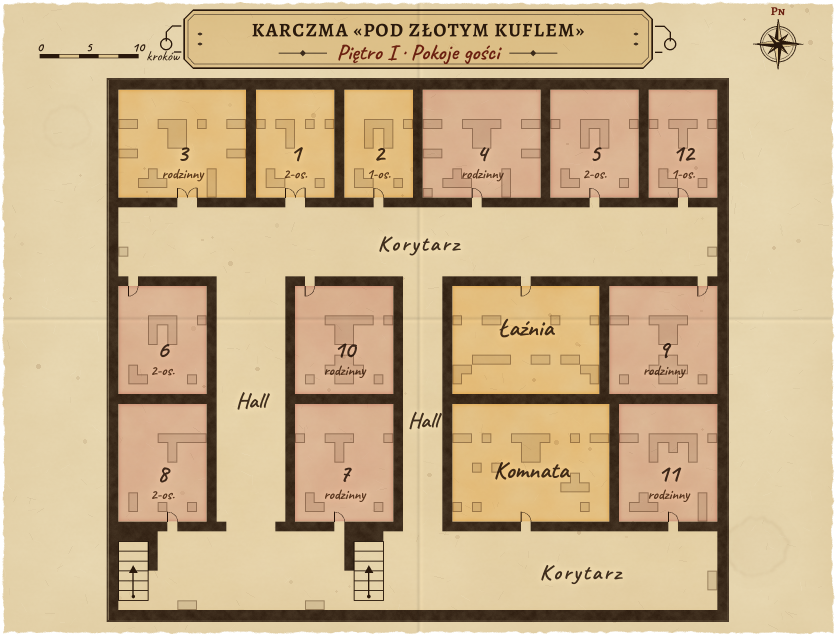 KARCZMA «POD ZŁOTYM KUFLEM»
Piętro I · Pokoje gości
0 5 10
kroków
Pn
3
rodzinny
1
2-os.
2
1-os.
4
rodzinny
5
2-os.
12
1-os.
Korytarz
6
2-os.
10
rodzinny
Łaźnia
9
rodzinny
Hall
Hall
8
2-os.
7
rodzinny
Komnata
11
rodzinny
Korytarz